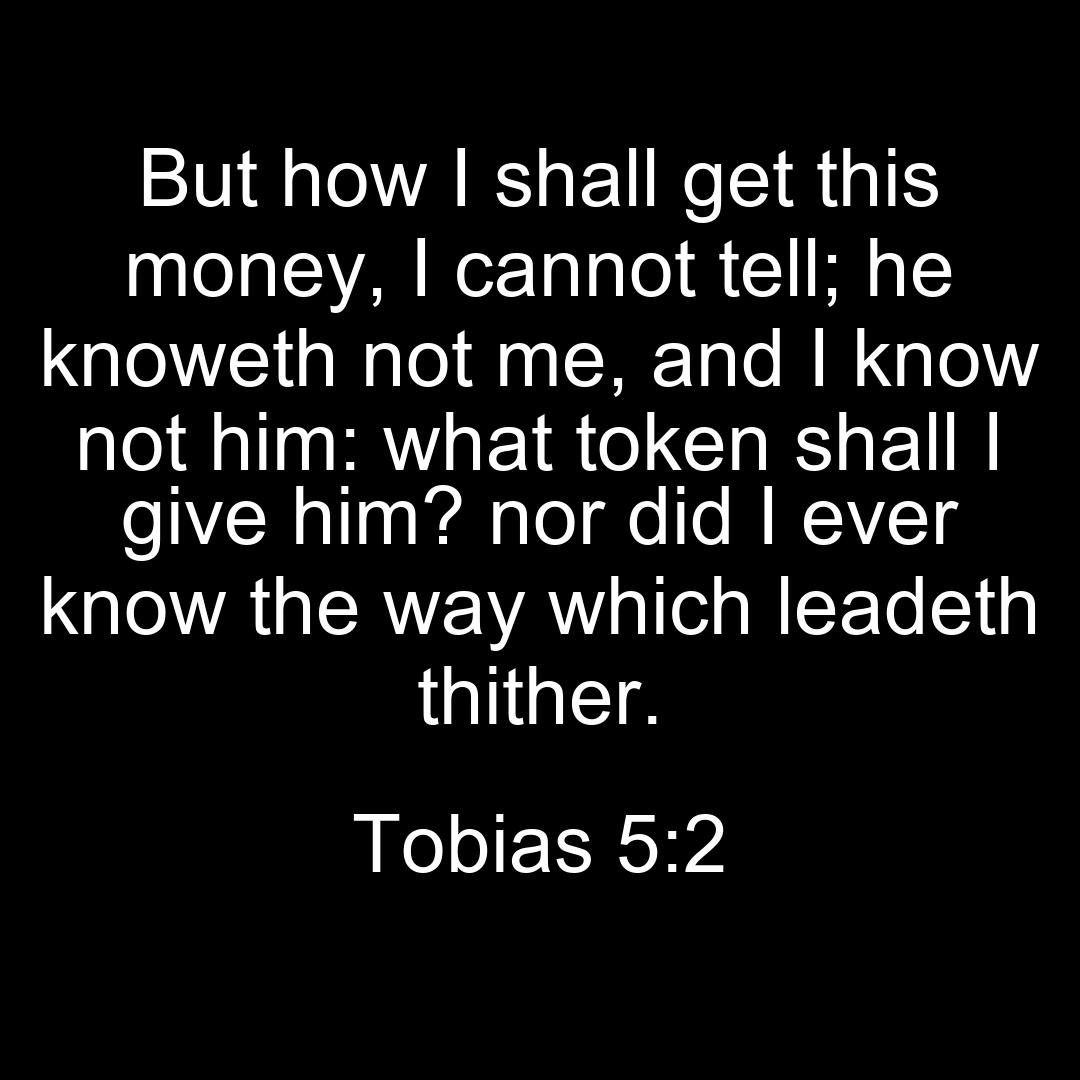 But how I shall get this
money, I cannot tell; he
knoweth not me, and I know
not him: what token shall I
give him? nor did I ever
know the way which leadeth
thither.
Tobias 5:2